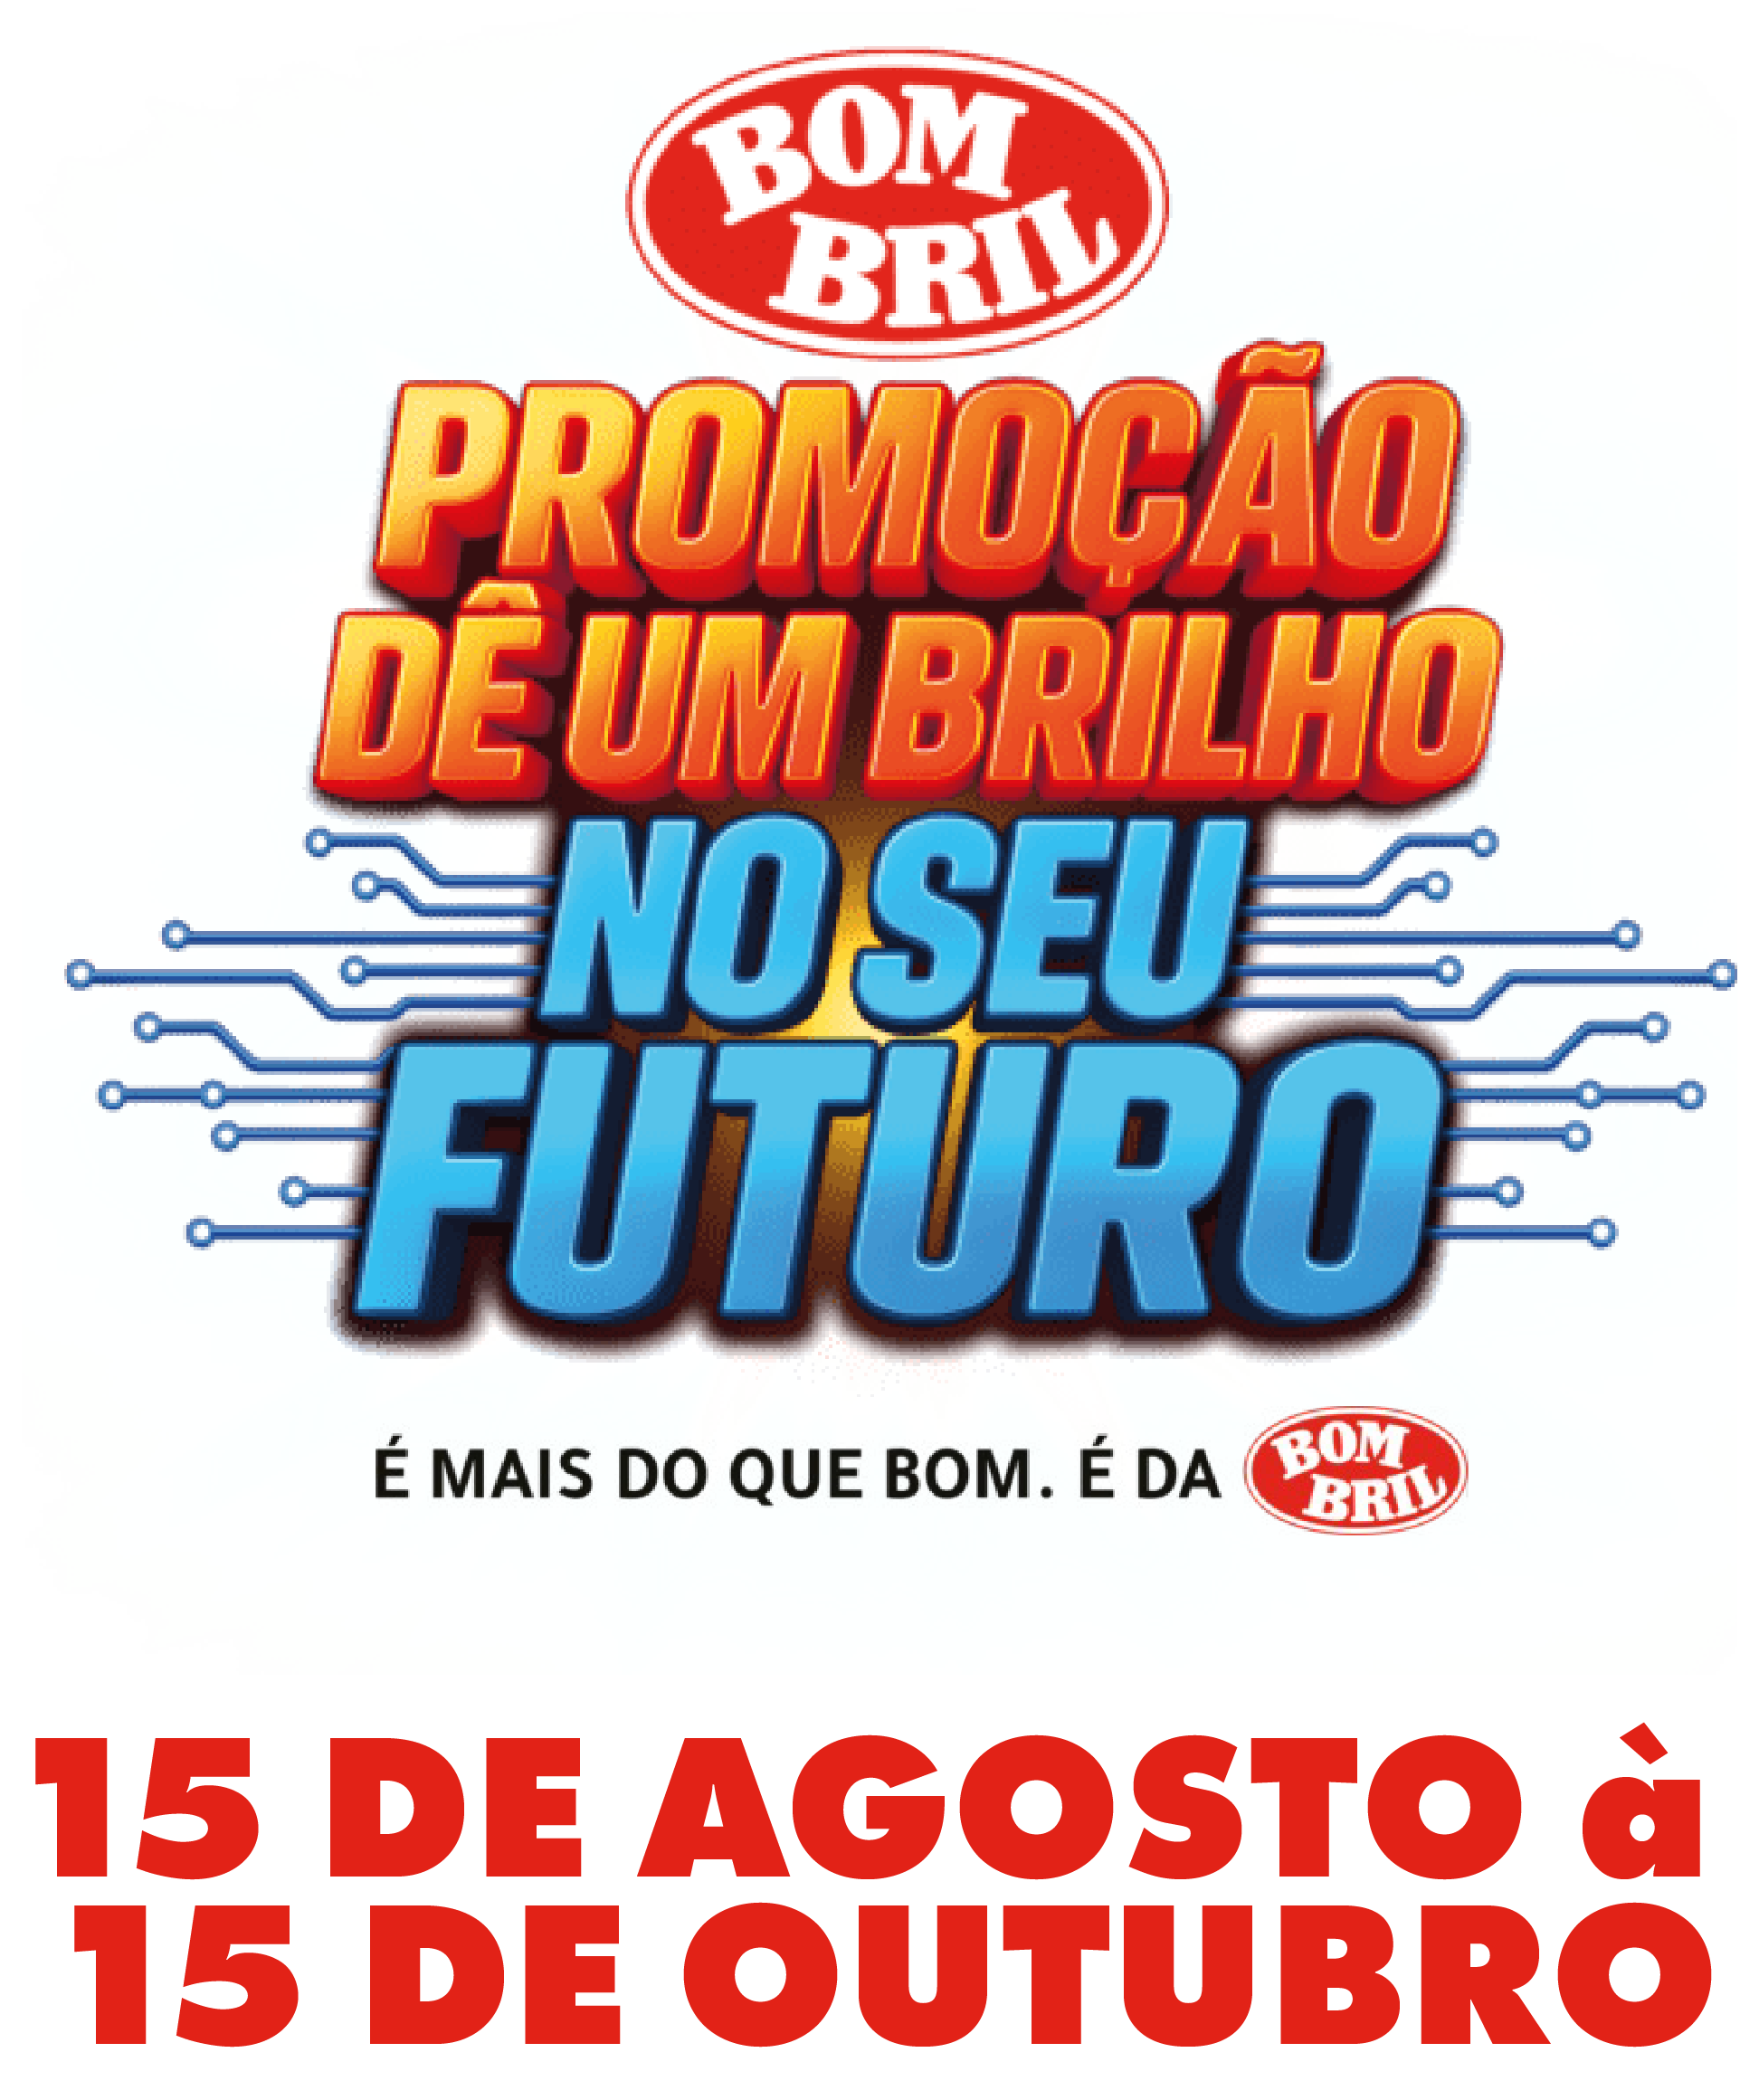 BOM
BRIL
PROMOÇÃO
DÊ UM BRILHO
NO SEU
FUTURO
É MAIS DO QUE BOM. É DA BOM BRIL
15 DE AGOSTO à
15 DE OUTUBRO